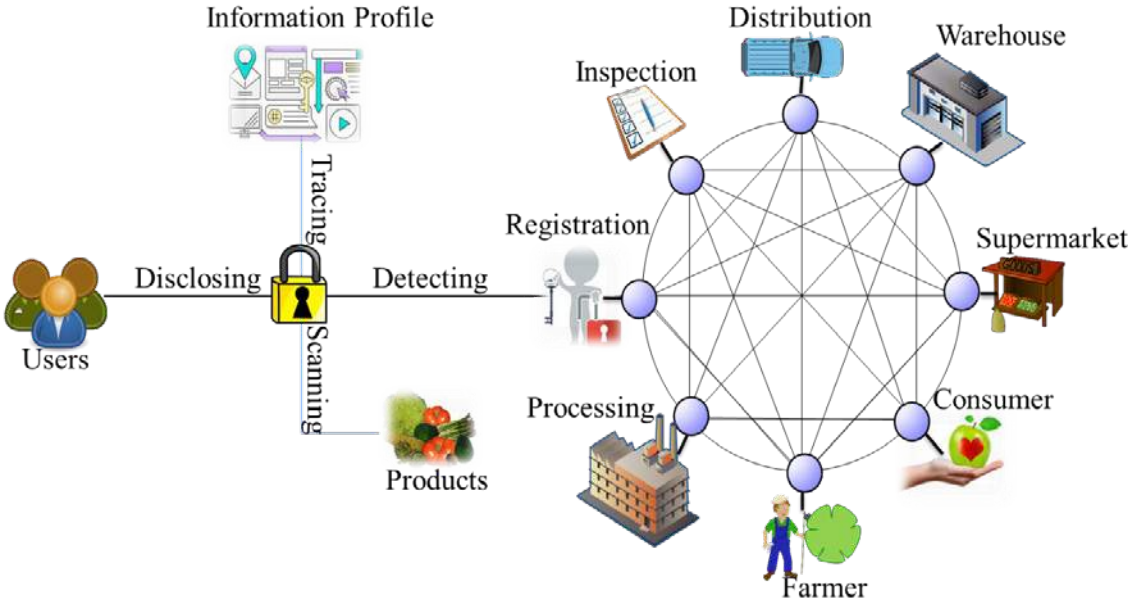 Information Profile
Distribution
Warehouse
Inspection
Tracing
Registration
Supermarket
Disclosing
Detecting
Users
Scanning
Processing
Consumer
Products
Farmer